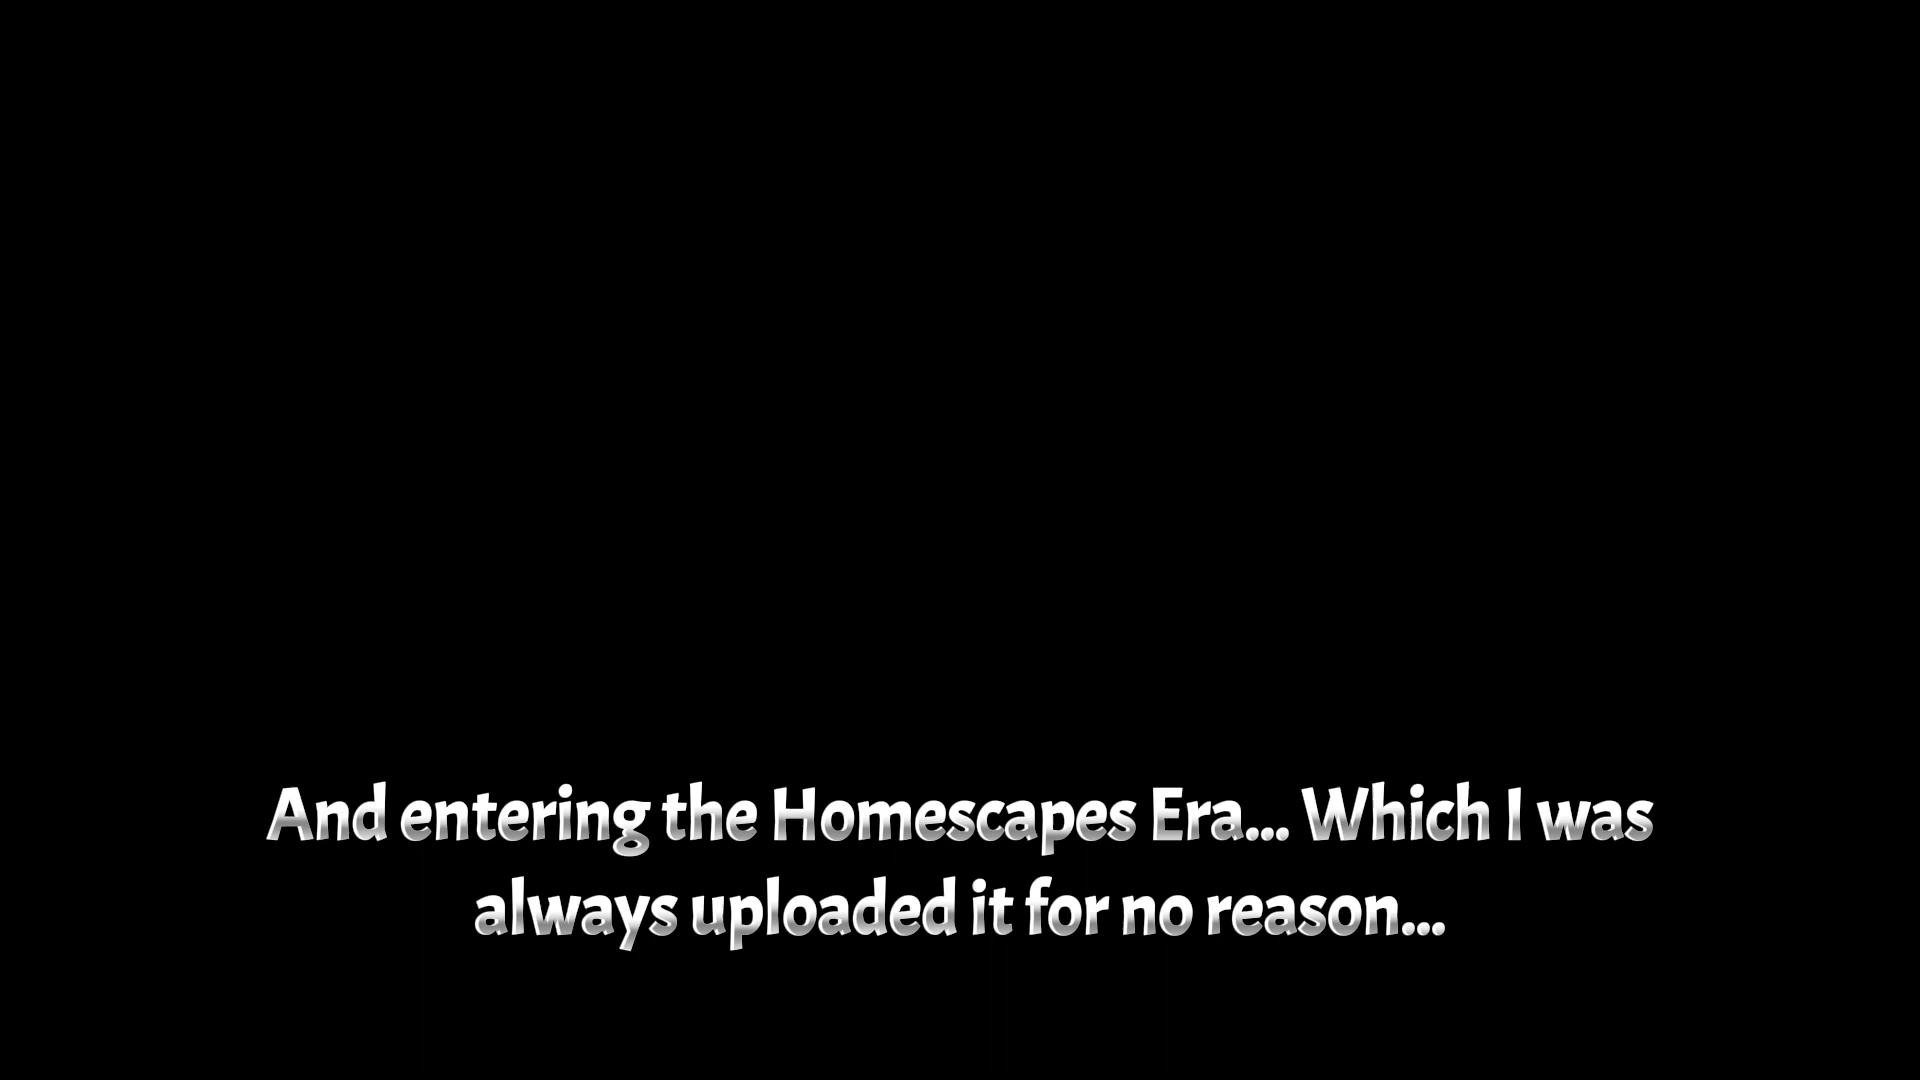 And entering the Homescapes Era... Which I was
always uploaded it for no reason...